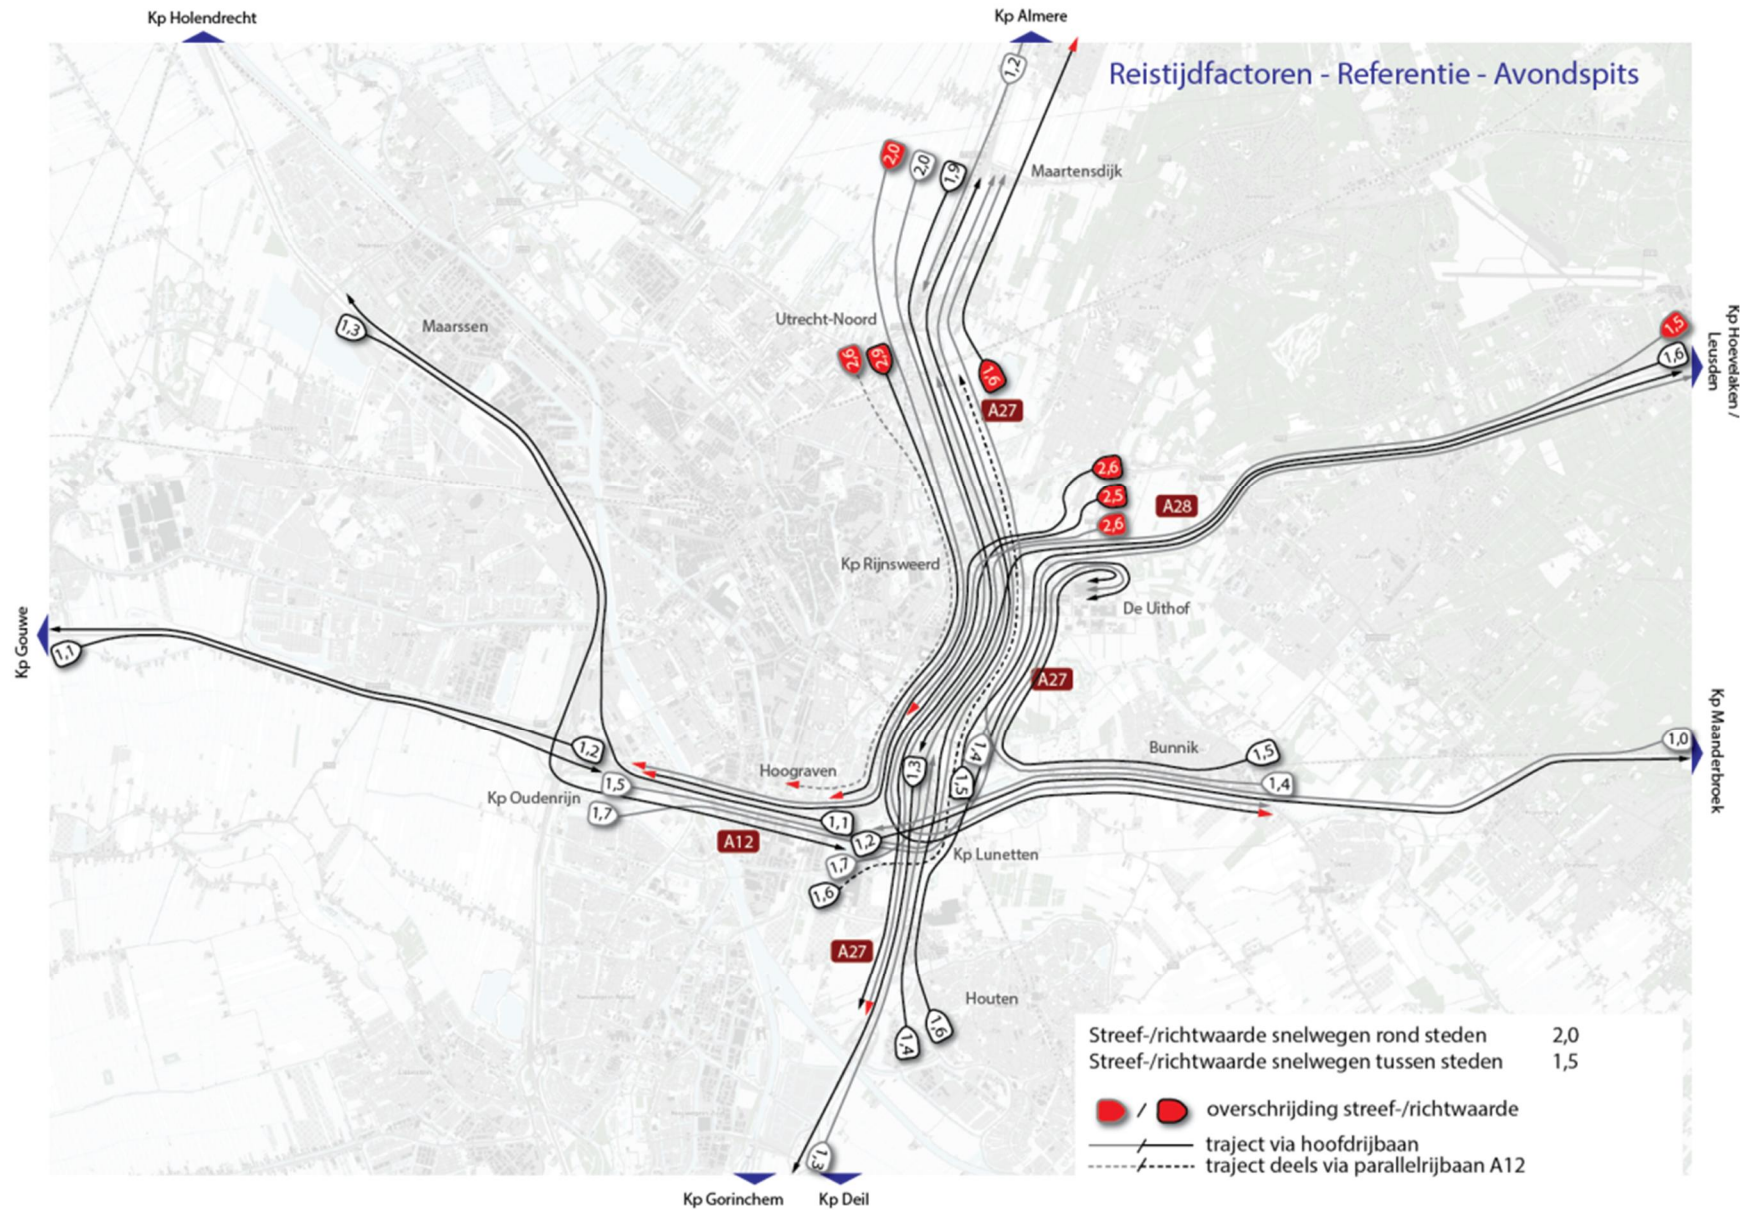 Kp Holendrecht
Kp Almere
Reistijdfactoren - Referentie - Avondspits
1,2
2,0
2,0
1,9
Maartensdijk
Utrecht-Noord
Maarssen
1,3
2,6
2,9
1,6
A27
1,5
1,6
Kp Hoevelaken /
Leusden
2,6
2,5
2,6
A28
Kp Rijnsweerd
De Uithof
Kp Gouwe
1,1
A27
Kp Maanderbroek
1,0
1,2
1,5
1,7
Hoograven
Kp Oudenrijn
1,3
1,4
1,5
Bunnik
1,5
1,4
A12
1,1
1,2
1,7
1,6
Kp Lunetten
A27
Houten
1,4
1,6
1,3
Kp Gorinchem
Kp Deil
Streef-/richtwaarde snelwegen rond steden 2,0
Streef-/richtwaarde snelwegen tussen steden 1,5
/ overschrijding streef-/richtwaarde
traject via hoofdrijbaan
traject deels via parallelrijbaan A12